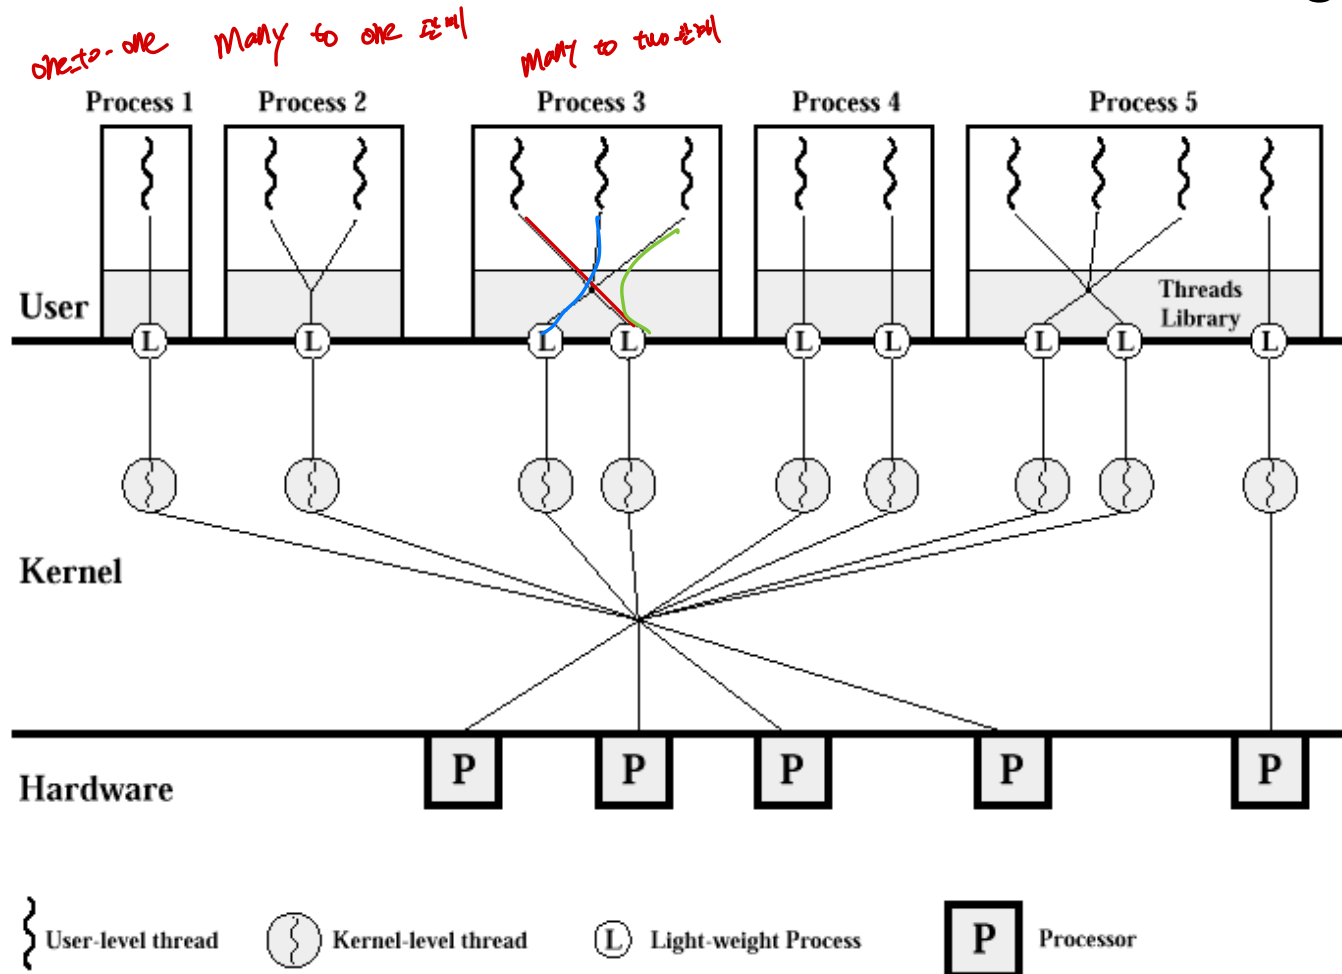 one-to-one
Many to one 관계
Many to two 관계
Process 1
Process 2
Process 3
Process 4
Process 5
Threads
Library
User
L
L
L
L
L
L
L
L
L
Kernel
P
P
P
P
P
Hardware
User-level thread
Kernel-level thread
L
Light-weight Process
P
Processor